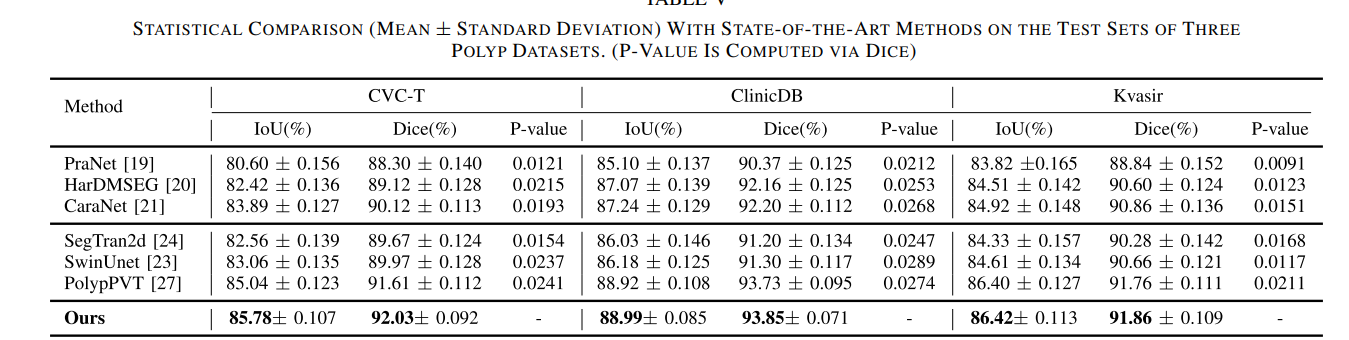 TABLE V
STATISTICAL COMPARISON (MEAN ± STANDARD DEVIATION) WITH STATE-OF-THE-ART METHODS ON THE TEST SETS OF THREE
POLYP DATASETS. (P-VALUE IS COMPUTED VIA DICE)
Method CVC-T ClinicDB Kvasir
IoU(%) Dice(%) P-value IoU(%) Dice(%) P-value IoU(%) Dice(%) P-value
PraNet [19] 80.60 ± 0.156 88.30 ± 0.140 0.0121 85.10 ± 0.137 90.37 ± 0.125 0.0212 83.82 ±0.165 88.84 ± 0.152 0.0091
HarDMSEG [20] 82.42 ± 0.136 89.12 ± 0.128 0.0215 87.07 ± 0.139 92.16 ± 0.125 0.0253 84.51 ± 0.142 90.60 ± 0.124 0.0123
CaraNet [21] 83.89 ± 0.127 90.12 ± 0.113 0.0193 87.24 ± 0.129 92.20 ± 0.112 0.0268 84.92 ± 0.148 90.86 ± 0.136 0.0151
SegTran2d [24] 82.56 ± 0.139 89.67 ± 0.124 0.0154 86.03 ± 0.146 91.20 ± 0.134 0.0247 84.33 ± 0.157 90.28 ± 0.142 0.0168
SwinUnet [23] 83.06 ± 0.135 89.97 ± 0.128 0.0237 86.18 ± 0.125 91.30 ± 0.117 0.0289 84.61 ± 0.134 90.66 ± 0.121 0.0117
PolypPVT [27] 85.04 ± 0.123 91.61 ± 0.112 0.0241 88.92 ± 0.108 93.73 ± 0.095 0.0274 86.40 ± 0.127 91.76 ± 0.111 0.0211
Ours 85.78± 0.107 92.03± 0.092 - 88.99± 0.085 93.85± 0.071 - 86.42± 0.113 91.86 ± 0.109 -